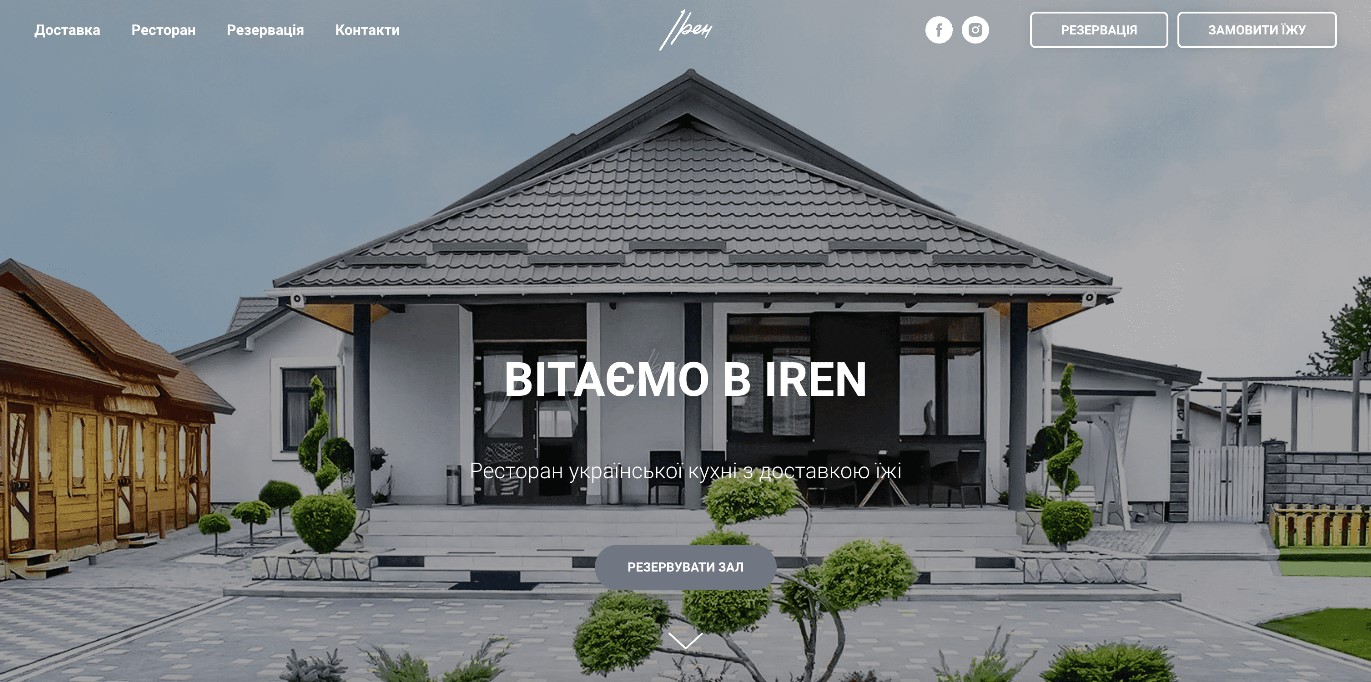 Доставка Ресторан Резервація Контакти
Ірен
РЕЗЕРВАЦІЯ
ЗАМОВИТИ ЇЖУ
ВІТАЄМО В IREN
Ресторан української кухні з доставкою їжі
РЕЗЕРВУВАТИ ЗАЛ